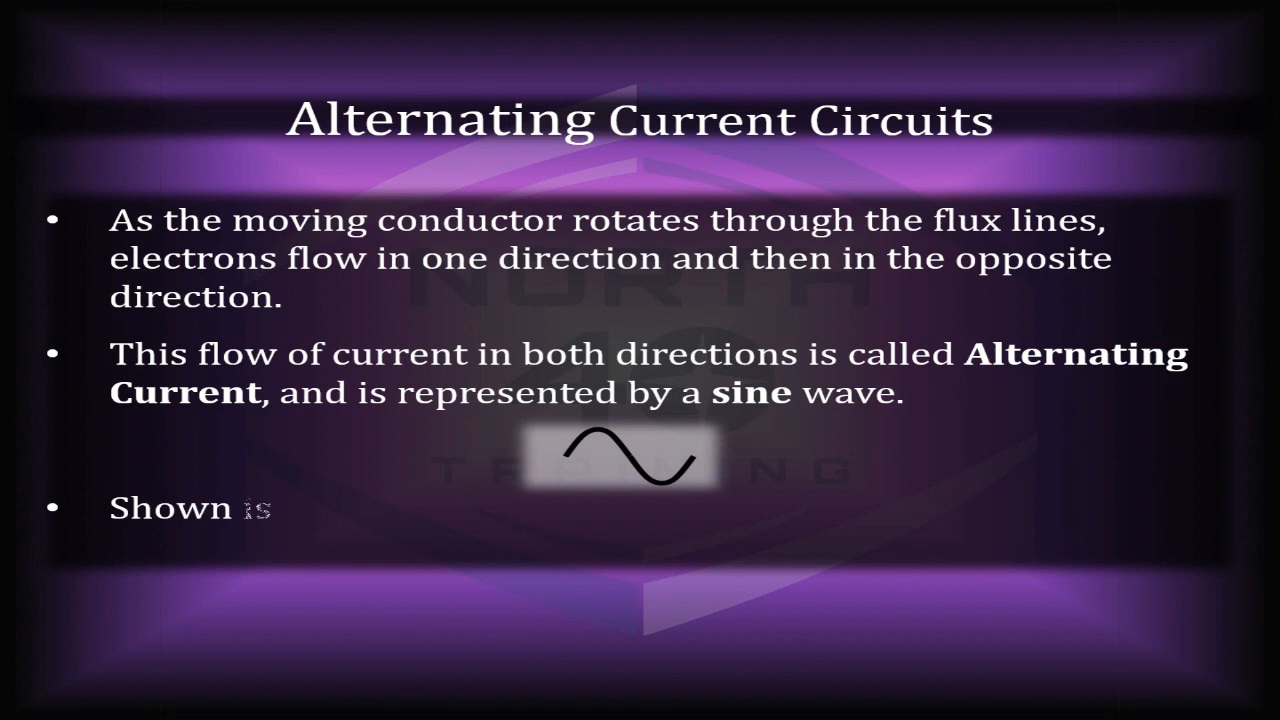 Alternating Current Circuits
• As the moving conductor rotates through the flux lines,
electrons flow in one direction and then in the opposite
direction.
• This flow of current in both directions is called Alternating
Current, and is represented by a sine wave.
NORTH
TRAINING
• Shown is